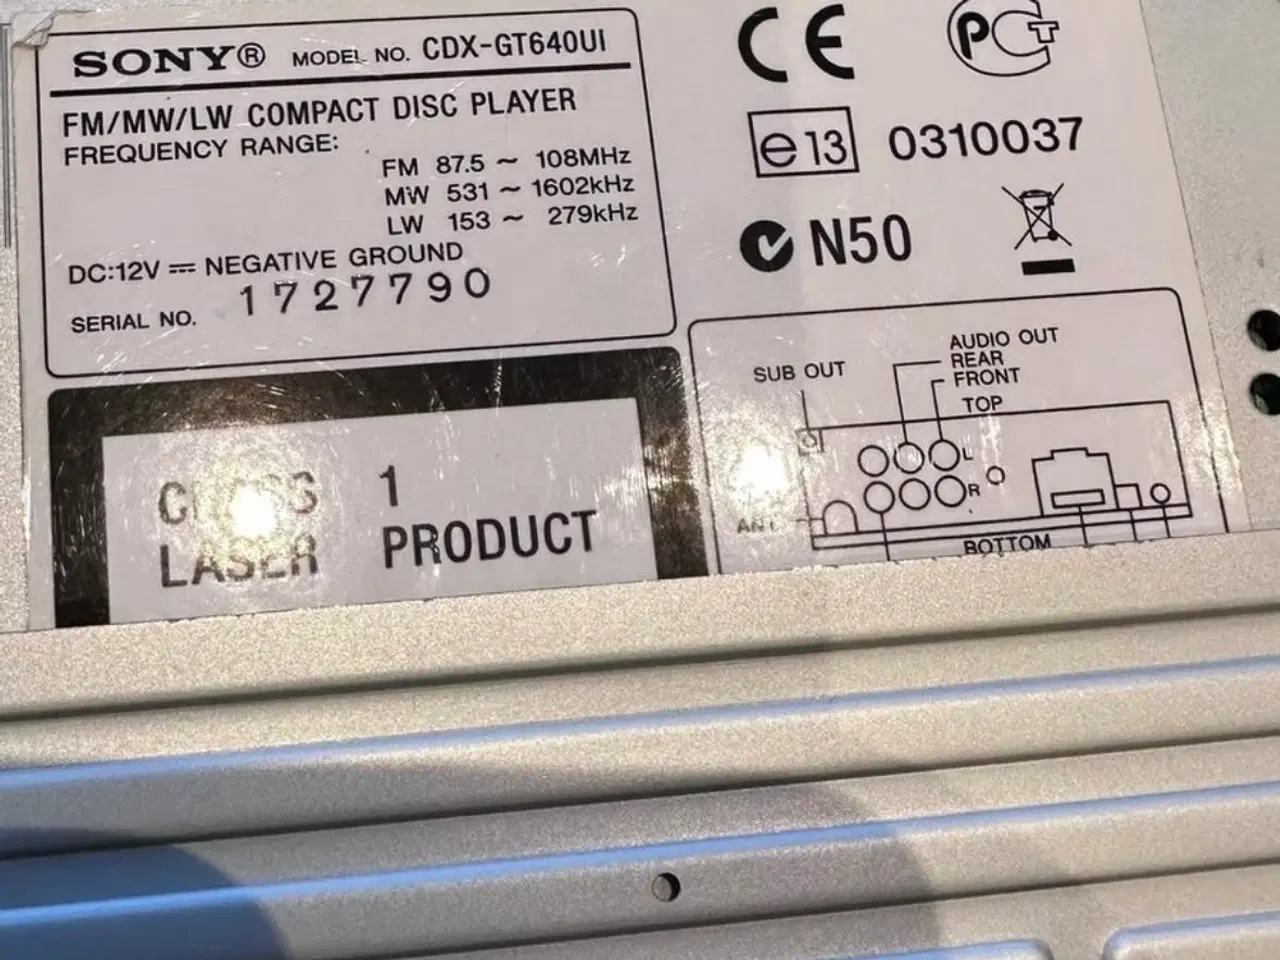 SONY® MODEL NO. CDX-GT640UI
FM/MW/LW COMPACT DISC PLAYER
FREQUENCY RANGE:
FM 87.5 ~ 108MHz
MW 531 ~ 1602kHz
LW 153 ~ 279kHz
DC:12V ⎓ NEGATIVE GROUND
SERIAL NO. 1727790
CLASS 1
LASER PRODUCT
CE
PCT
e13 0310037
N50
AUDIO OUT
SUB OUT REAR
FRONT
TOP
L
R
ANT
BOTTOM